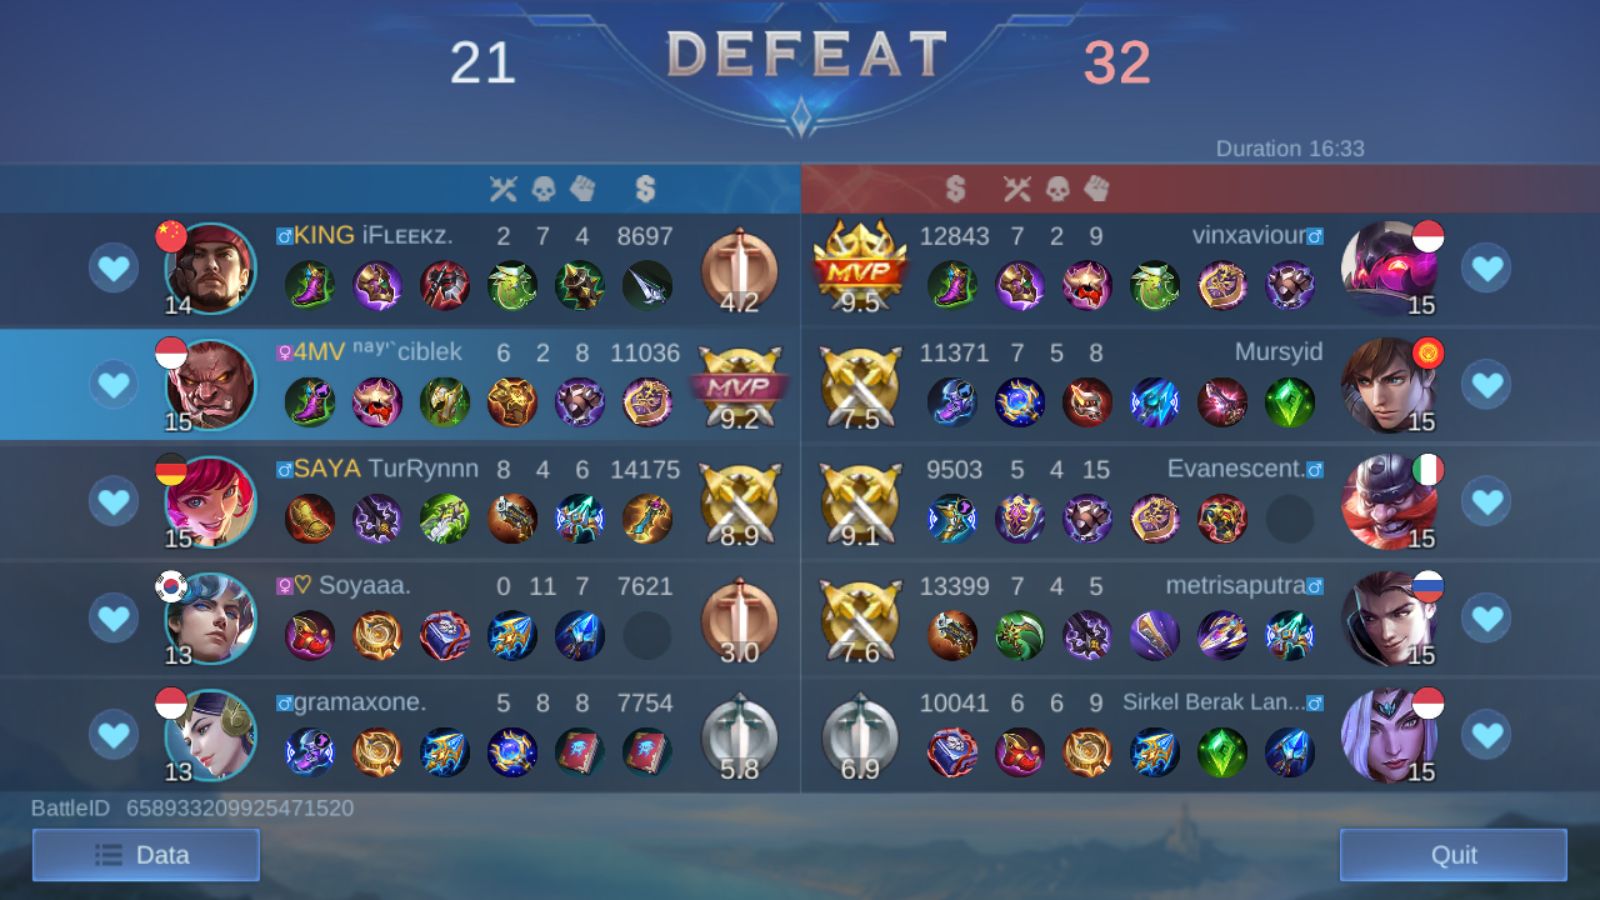 21 DEFEAT 32
Duration 16:33
KING iFʟᴇᴇᴋᴢ. 2 7 4 8697
14 4.2
MVP 12843 7 2 9 vinxaviour
9.5 15
4MV ⁿᵃʸ'`ciblek 6 2 8 11036
15 MVP 9.2
11371 7 5 8 Mursyid
7.5 15
SAYA TurRynnn 8 4 6 14175
15 8.9
9503 5 4 15 Evanescent.
9.1 15
♡ Soyaaa. 0 11 7 7621
13 3.0
13399 7 4 5 metrisaputra
7.6 15
gramaxone. 5 8 8 7754
13 5.8
10041 6 6 9 Sirkel Berak Lan...
6.9 15
BattleID 658933209925471520
Data
Quit